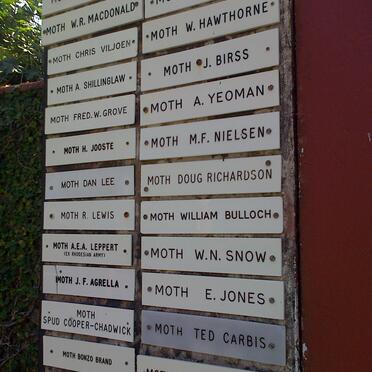 MOTH W.R. MACDONALD
MOTH CHRIS VILJOEN
MOTH A. SHILLINGLAW
MOTH FRED. W. GROVE
MOTH H. JOOSTE
MOTH DAN LEE
MOTH R. LEWIS
MOTH A.E.A. LEPPERT
(EX RHODESIAN ARMY)
MOTH J. F. AGRELLA
MOTH
SPUD COOPER-CHADWICK
MOTH BONZO BRAND
MOTH W. HAWTHORNE
MOTH J. BIRSS
MOTH A. YEOMAN
MOTH M.F. NIELSEN
MOTH DOUG RICHARDSON
MOTH WILLIAM BULLOCH
MOTH W.N. SNOW
MOTH E. JONES
MOTH TED CARBIS